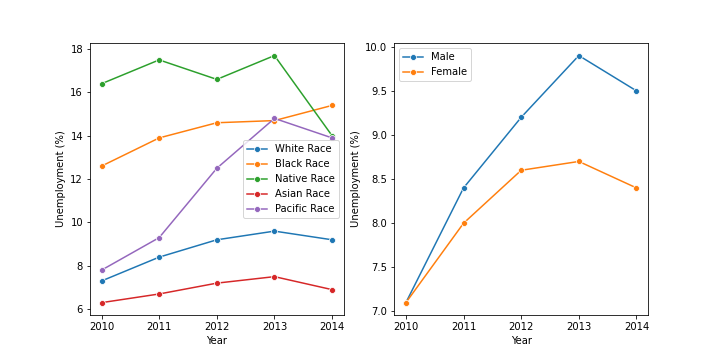 18
16
14
12
10
8
6
Unemployment (%)
2010 2011 2012 2013 2014
Year
White Race
Black Race
Native Race
Asian Race
Pacific Race
10.0
9.5
9.0
8.5
8.0
7.5
7.0
Unemployment (%)
2010 2011 2012 2013 2014
Year
Male
Female